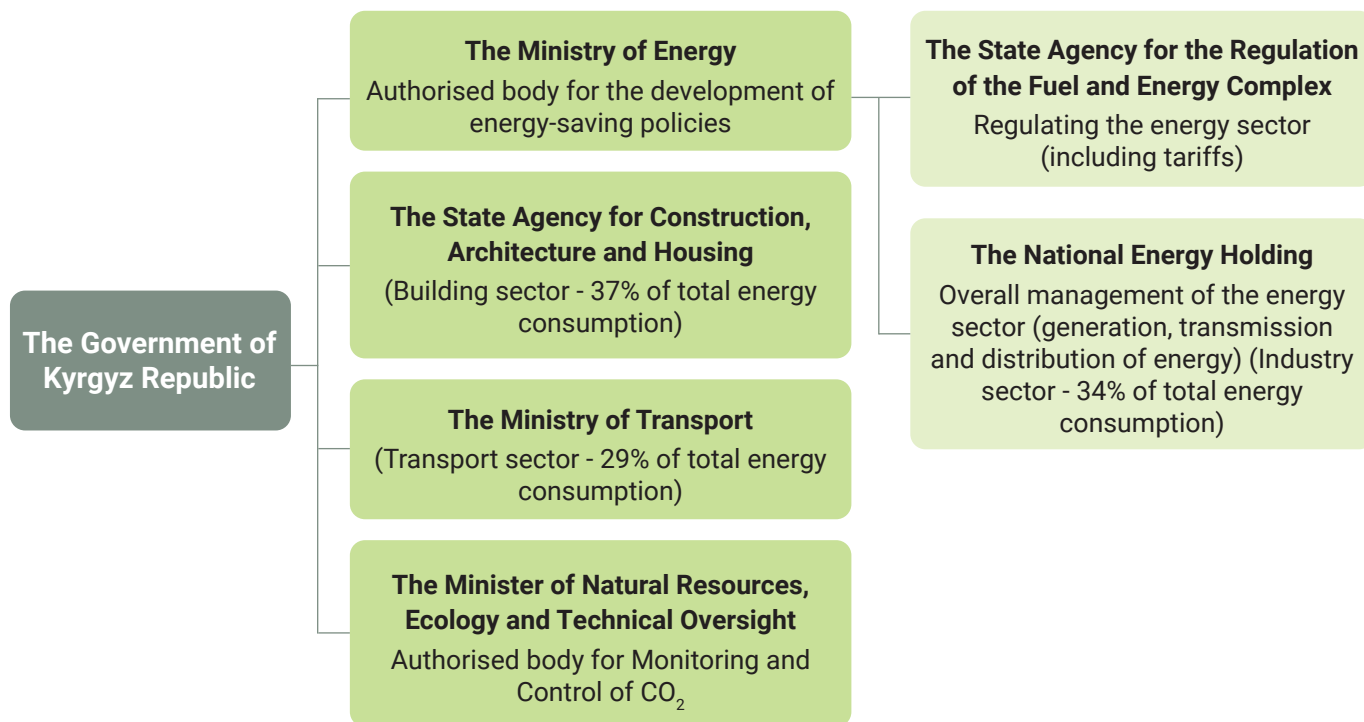 The Government of
Kyrgyz Republic
The Ministry of Energy
Authorised body for the development of
energy-saving policies
The State Agency for Construction,
Architecture and Housing
(Building sector - 37% of total energy
consumption)
The Ministry of Transport
(Transport sector - 29% of total energy
consumption)
The Minister of Natural Resources,
Ecology and Technical Oversight
Authorised body for Monitoring and
Control of CO₂
The State Agency for the Regulation
of the Fuel and Energy Complex
Regulating the energy sector
(including tariffs)
The National Energy Holding
Overall management of the energy
sector (generation, transmission
and distribution of energy) (Industry
sector - 34% of total energy
consumption)